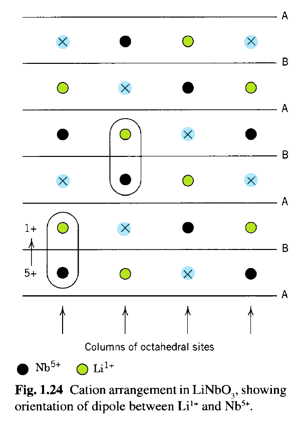 A
B
A
B
A
1+
B
5+
A
Columns of octahedral sites
Nb⁵⁺ Li¹⁺
Fig. 1.24 Cation arrangement in LiNbO₃, showing
orientation of dipole between Li¹⁺ and Nb⁵⁺.